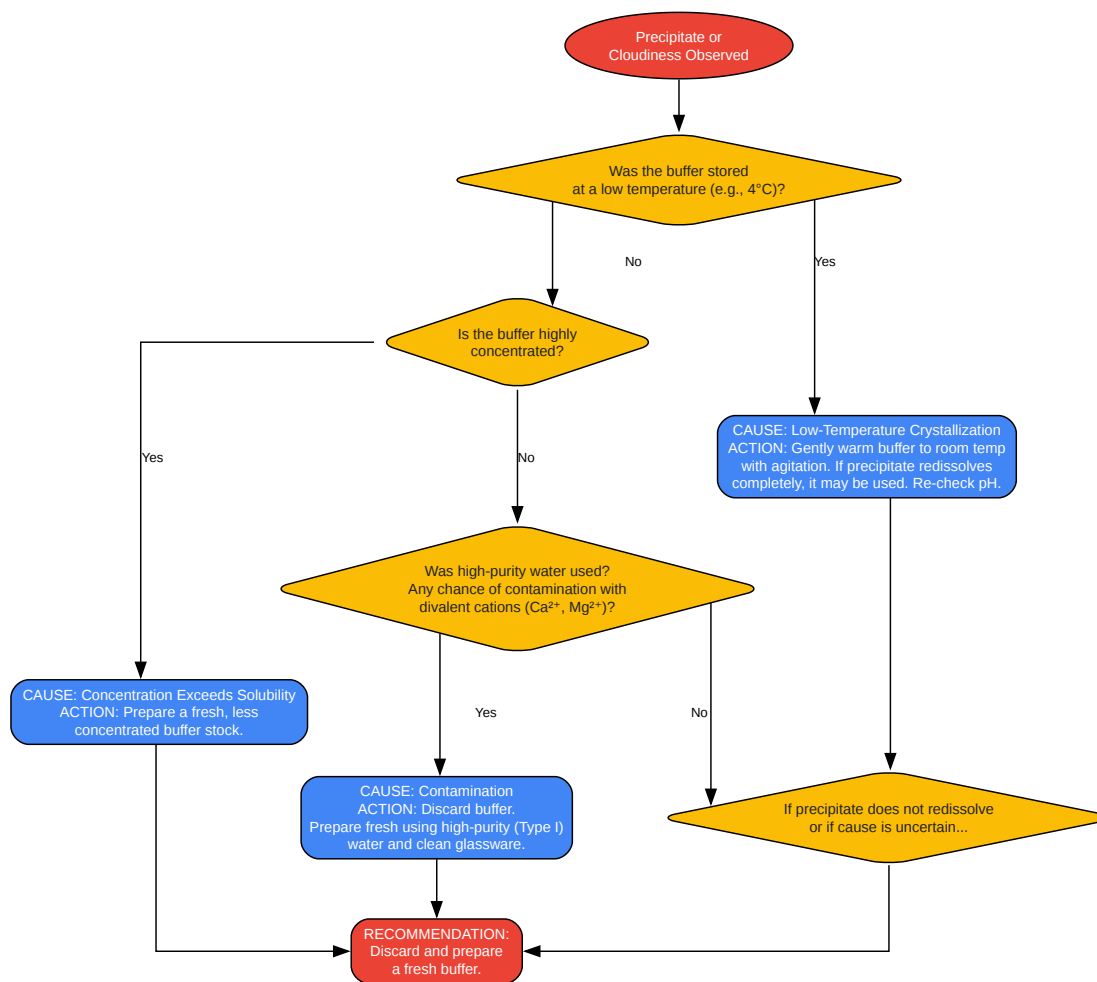 Precipitate or
Cloudiness Observed
Was the buffer stored
at a low temperature (e.g., 4°C)?
No
Yes
Is the buffer highly
concentrated?
CAUSE: Low-Temperature Crystallization
ACTION: Gently warm buffer to room temp
with agitation. If precipitate redissolves
completely, it may be used. Re-check pH.
Yes
No
Was high-purity water used?
Any chance of contamination with
divalent cations (Ca²⁺, Mg²⁺)?
CAUSE: Concentration Exceeds Solubility
ACTION: Prepare a fresh, less
concentrated buffer stock.
Yes
No
CAUSE: Contamination
ACTION: Discard buffer.
Prepare fresh using high-purity (Type I)
water and clean glassware.
If precipitate does not redissolve
or if cause is uncertain...
RECOMMENDATION:
Discard and prepare
a fresh buffer.